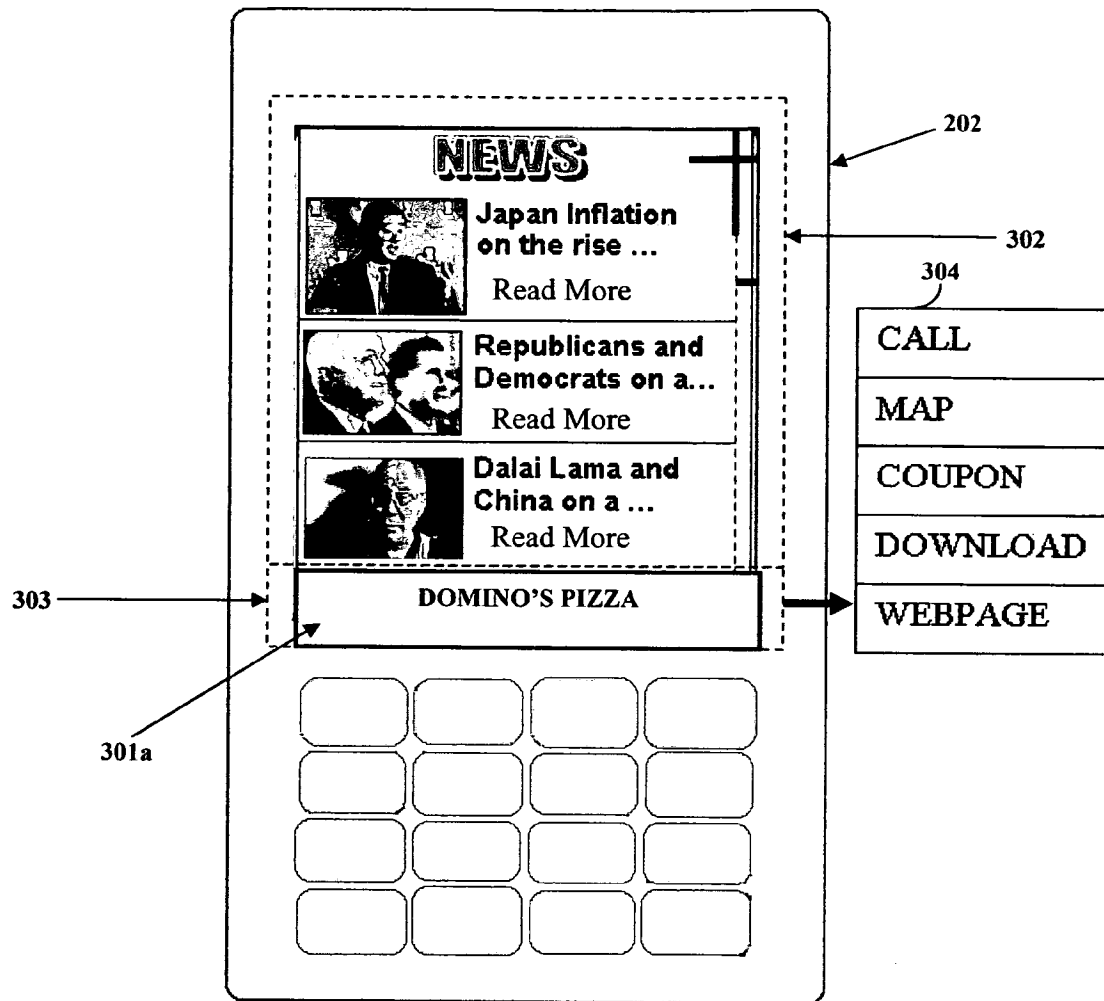 NEWS
202
Japan Inflation
on the rise ...
Read More
302
304
CALL
Republicans and
Democrats on a...
Read More
MAP
COUPON
Dalai Lama and
China on a ...
Read More
DOWNLOAD
303
DOMINO'S PIZZA
WEBPAGE
301a